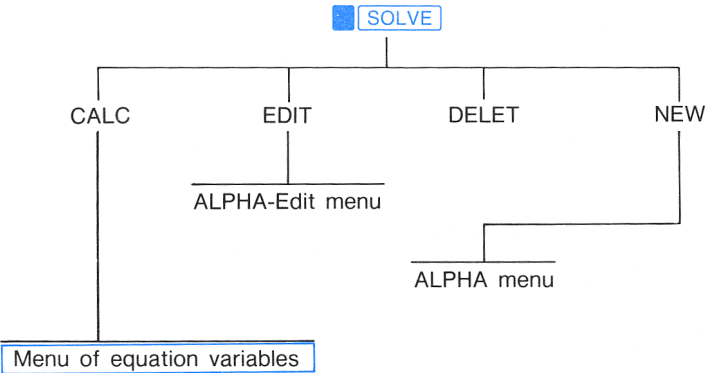 SOLVE
CALC EDIT DELET NEW
ALPHA-Edit menu
ALPHA menu
Menu of equation variables